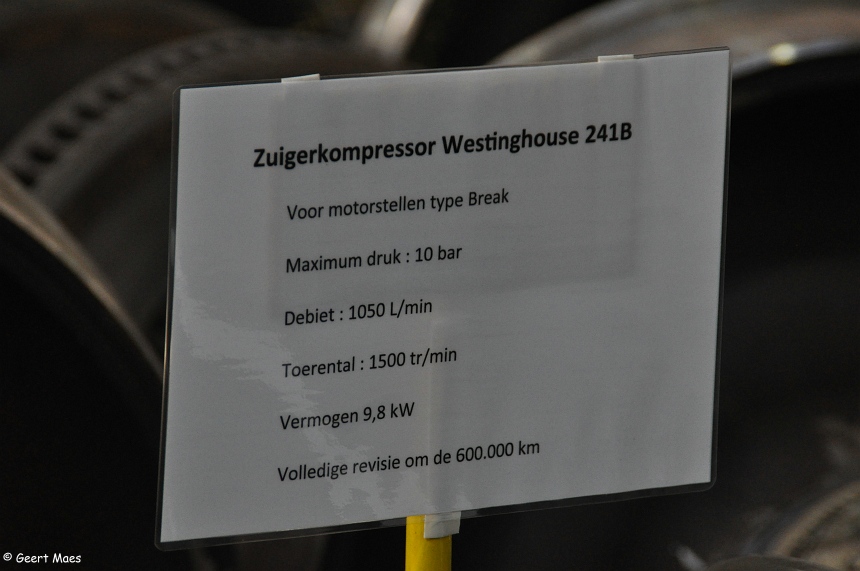 Zuigerkompressor Westinghouse 241B
Voor motorstellen type Break
Maximum druk : 10 bar
Debiet : 1050 L/min
Toerental : 1500 tr/min
Vermogen 9,8 kW
Volledige revisie om de 600.000 km
© Geert Maes